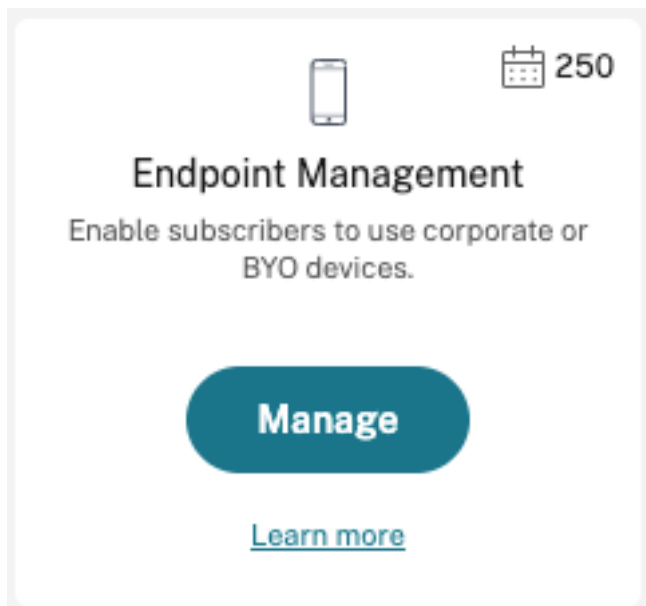 250
Endpoint Management
Enable subscribers to use corporate or
BYO devices.
Manage
Learn more